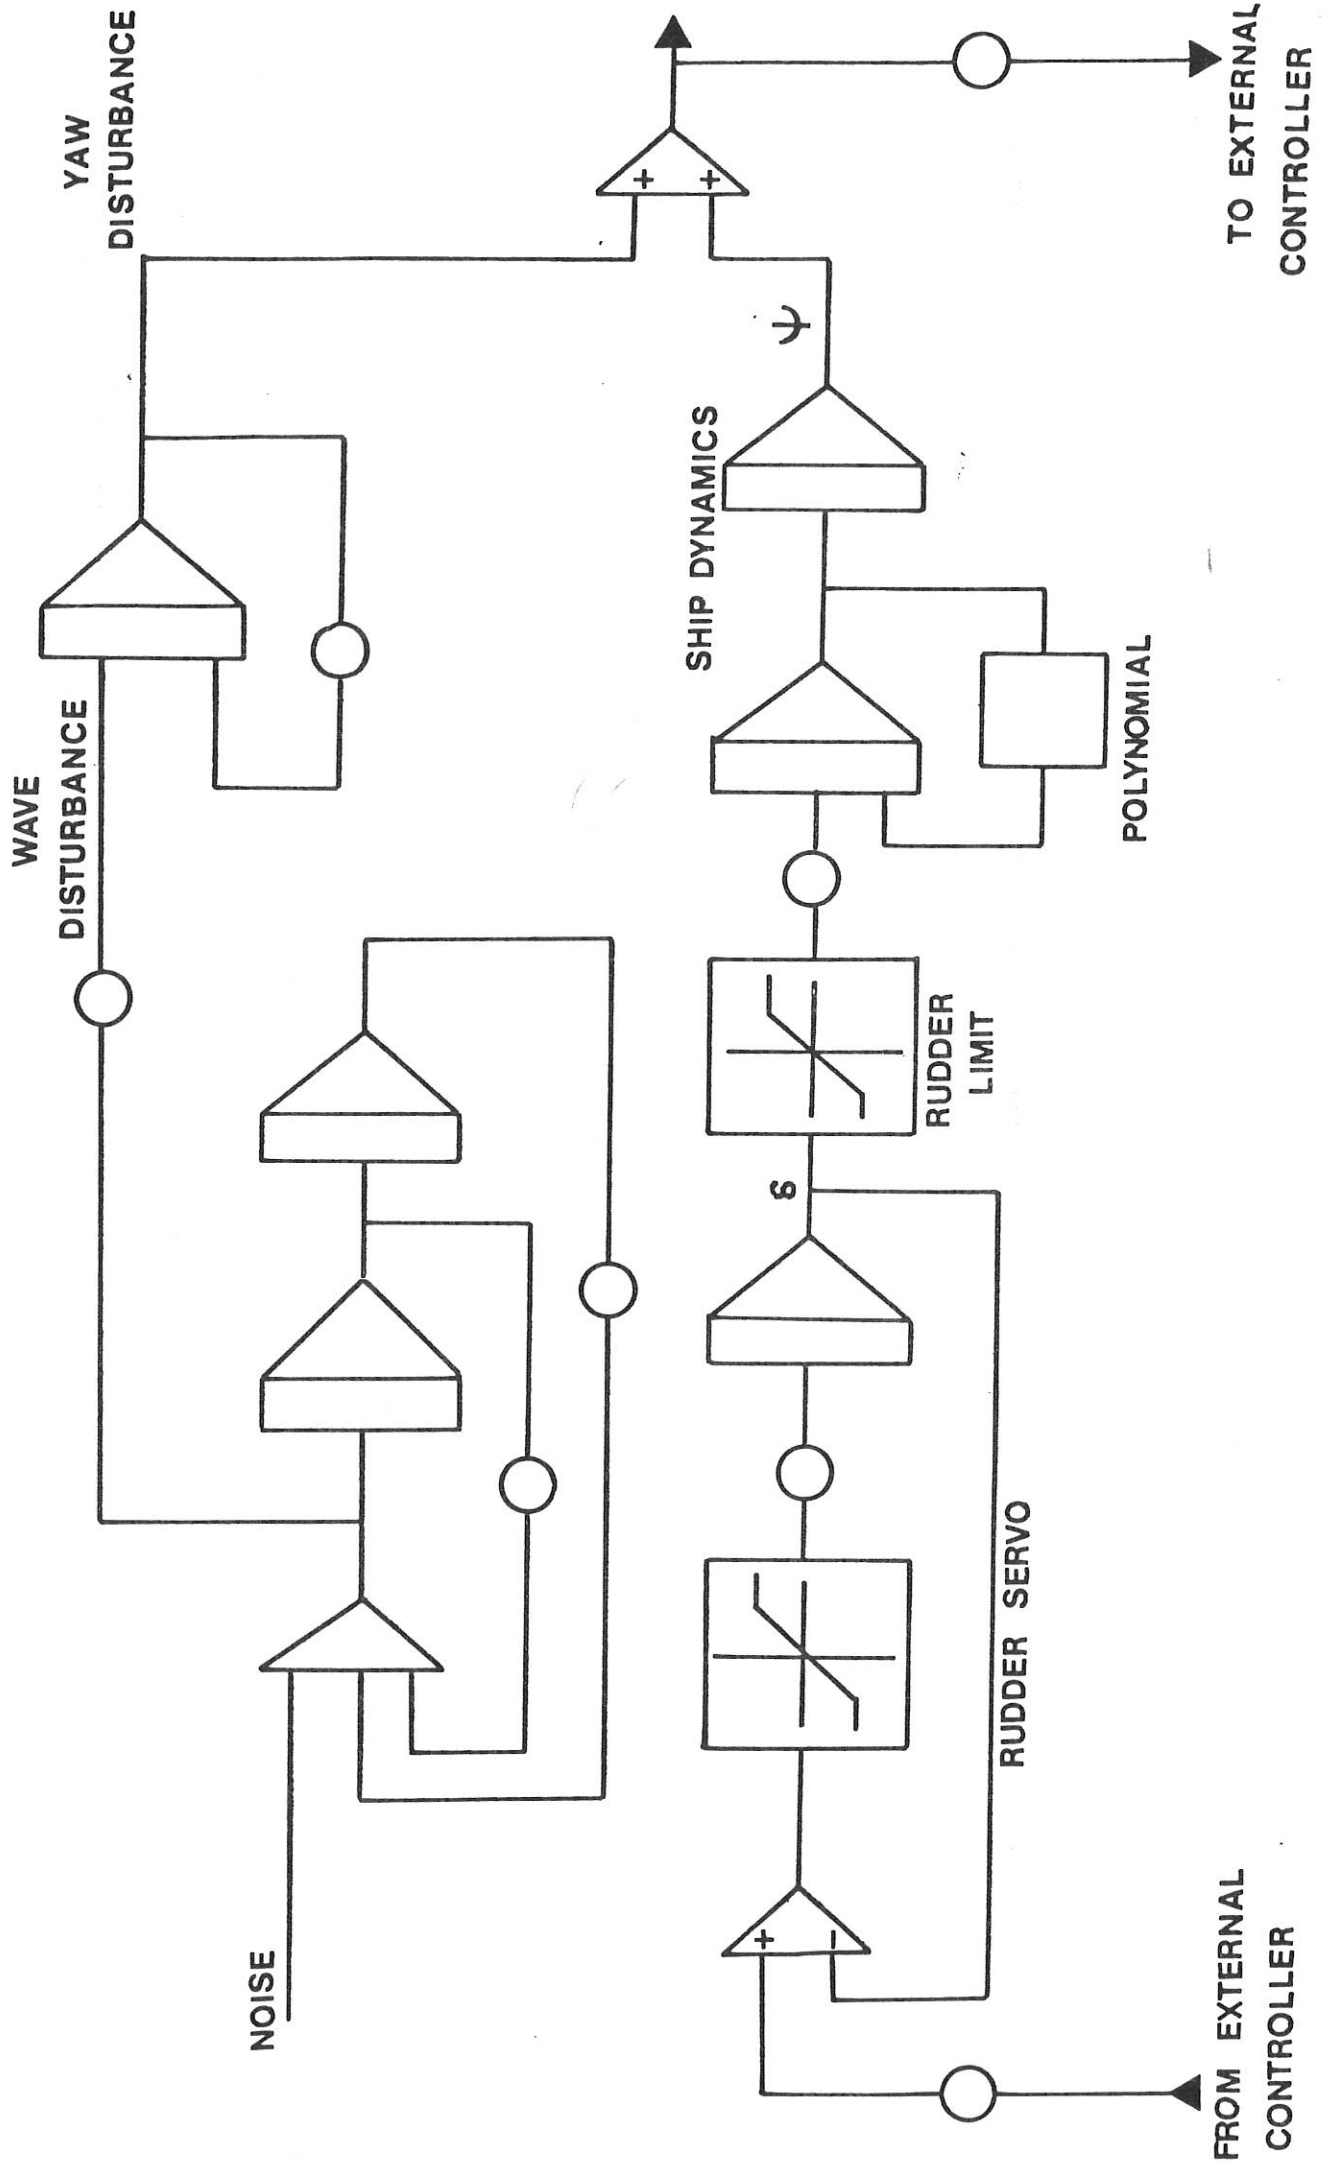 YAW
DISTURBANCE
WAVE
DISTURBANCE
NOISE
+
+
ψ
SHIP DYNAMICS
POLYNOMIAL
RUDDER
LIMIT
δ
RUDDER SERVO
+
−
TO EXTERNAL
CONTROLLER
FROM EXTERNAL
CONTROLLER